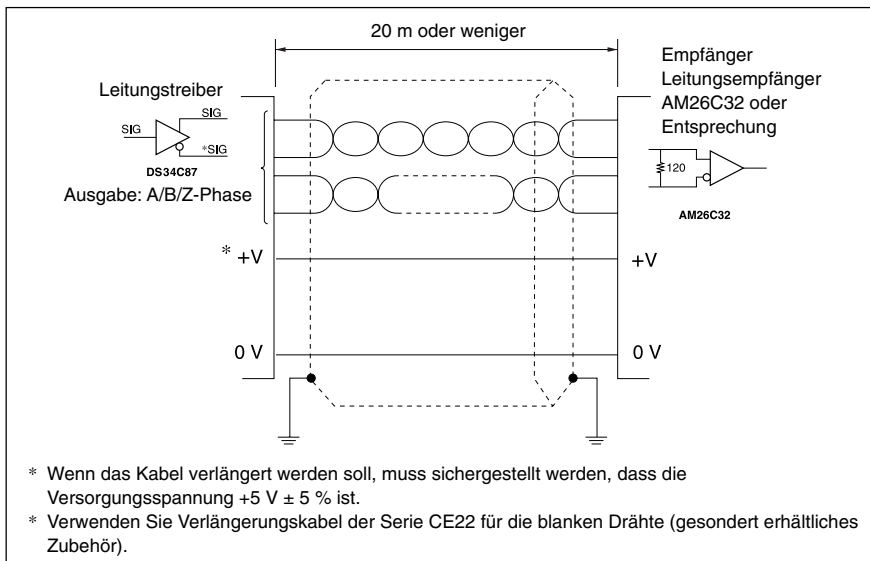 20 m oder weniger
Leitungstreiber
SIG
SIG
*SIG
DS34C87
Ausgabe: A/B/Z-Phase
Empfänger
Leitungsempfänger
AM26C32 oder
Entsprechung
120
AM26C32
* +V
+V
0 V
0 V
* Wenn das Kabel verlängert werden soll, muss sichergestellt werden, dass die
Versorgungsspannung +5 V ± 5 % ist.
* Verwenden Sie Verlängerungskabel der Serie CE22 für die blanken Drähte (gesondert erhältliches
Zubehör).